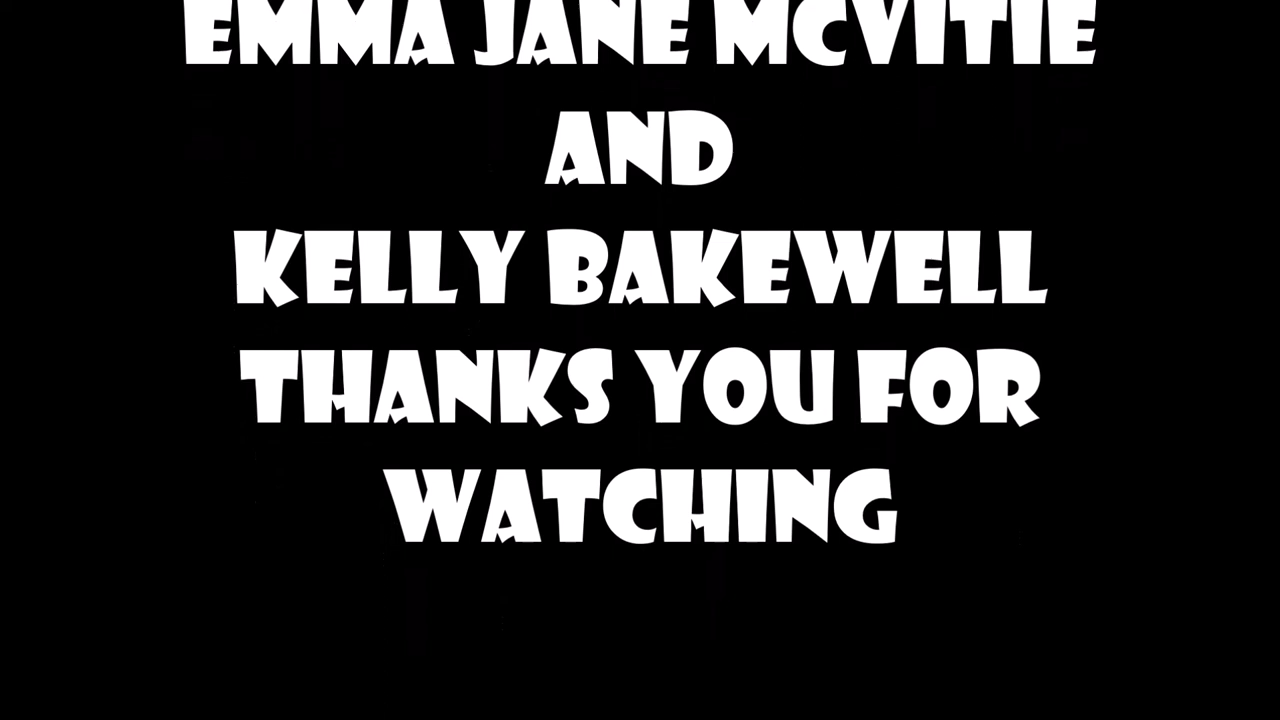 EMMA JANE MCVITIE
AND
KELLY BAKEWELL
THANKS YOU FOR
WATCHING